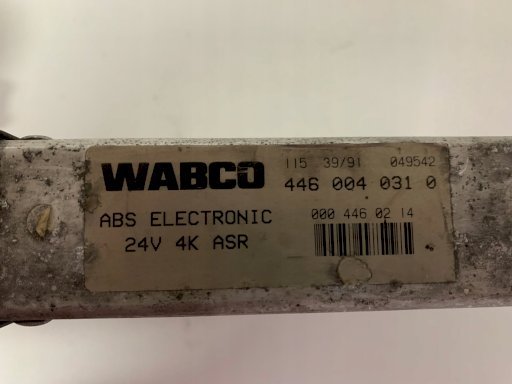 WABCO
115 39/91 049542
446 004 031 0
ABS ELECTRONIC
24V 4K ASR
000 446 02 14